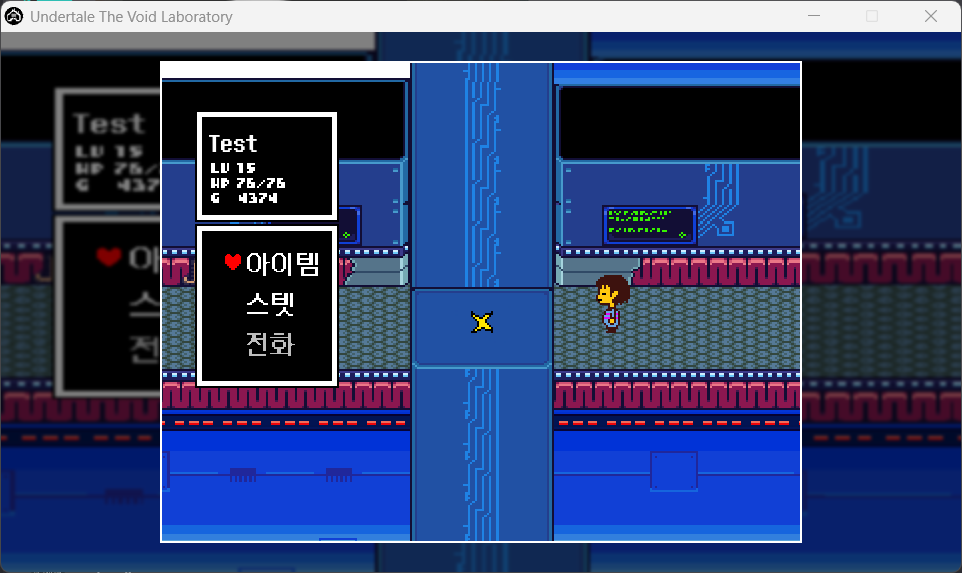 Undertale The Void Laboratory
Test
LV 15
HP 76/76
G 4374
아이템
스텟
전화